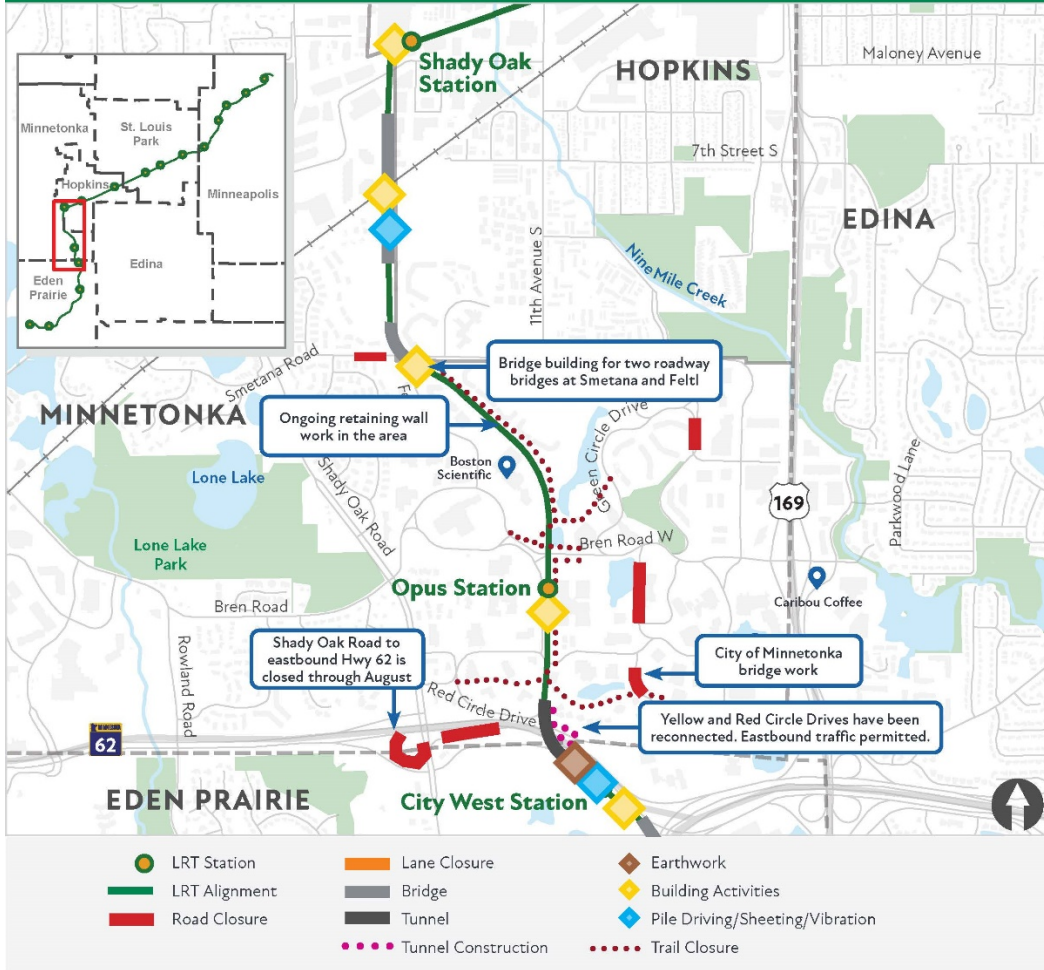 Shady Oak
Station
HOPKINS
Maloney Avenue
Minnetonka
St. Louis
Park
Hopkins
Minneapolis
Edina
Eden
Prairie
7th Street S
EDINA
11th Avenue S
Nine Mile Creek
Smetana Road
Bridge building for two roadway
bridges at Smetana and Feltl
MINNETONKA
Ongoing retaining wall
work in the area
Green Circle Drive
Boston
Scientific
Lone Lake
Shady Oak Road
169
Parkwood Lane
Lone Lake
Park
Bren Road W
Opus Station
Caribou Coffee
Bren Road
Rowland Road
Shady Oak Road to
eastbound Hwy 62 is
closed through August
City of Minnetonka
bridge work
Red Circle Drive
Yellow and Red Circle Drives have been
reconnected. Eastbound traffic permitted.
62
EDEN PRAIRIE
City West Station
LRT Station
Lane Closure
Earthwork
LRT Alignment
Bridge
Building Activities
Road Closure
Tunnel
Pile Driving/Sheeting/Vibration
Tunnel Construction
Trail Closure